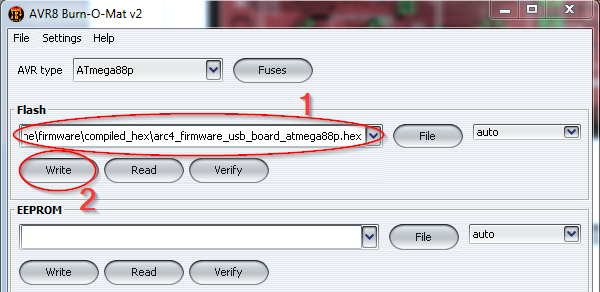 AVR8 Burn-O-Mat v2
File Settings Help
AVR type ATmega88p Fuses
Flash
1
ne\firmware\compiled_hex\arc4_firmware_usb_board_atmega88p.hex File auto
Write Read Verify
2
EEPROM
File auto
Write Read Verify